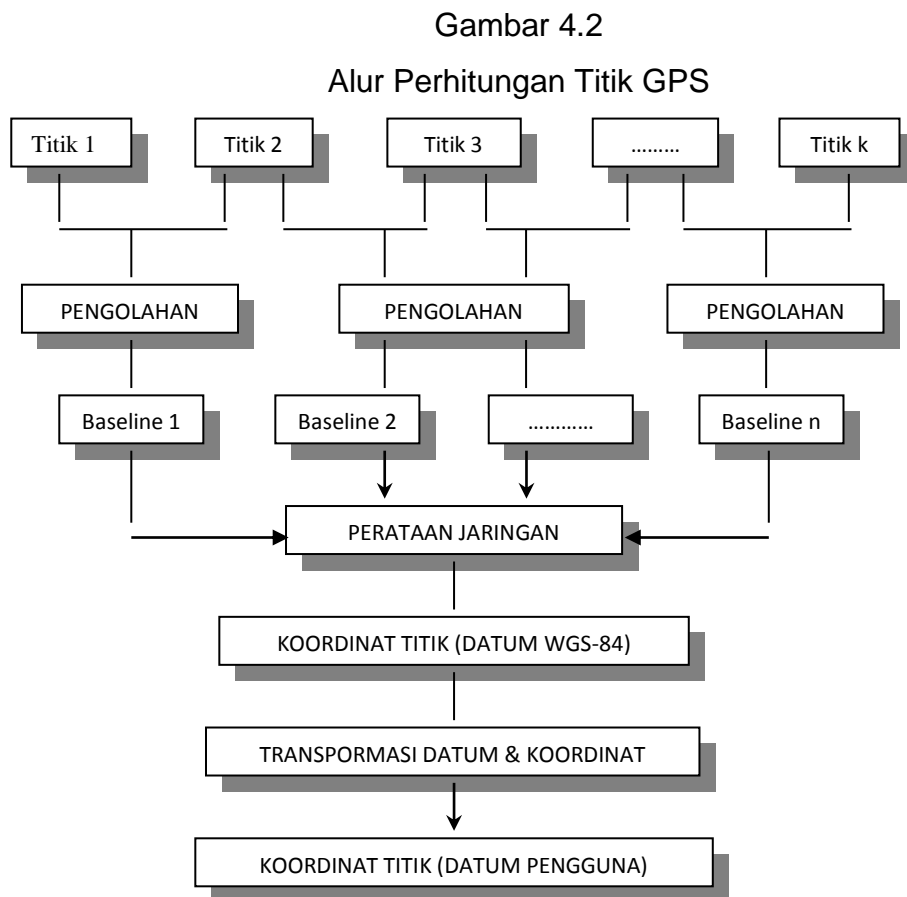 Gambar 4.2
Alur Perhitungan Titik GPS
Titik 1
Titik 2
Titik 3
………
Titik k
PENGOLAHAN
PENGOLAHAN
PENGOLAHAN
Baseline 1
Baseline 2
…………
Baseline n
PERATAAN JARINGAN
KOORDINAT TITIK (DATUM WGS-84)
TRANSPORMASI DATUM & KOORDINAT
KOORDINAT TITIK (DATUM PENGGUNA)